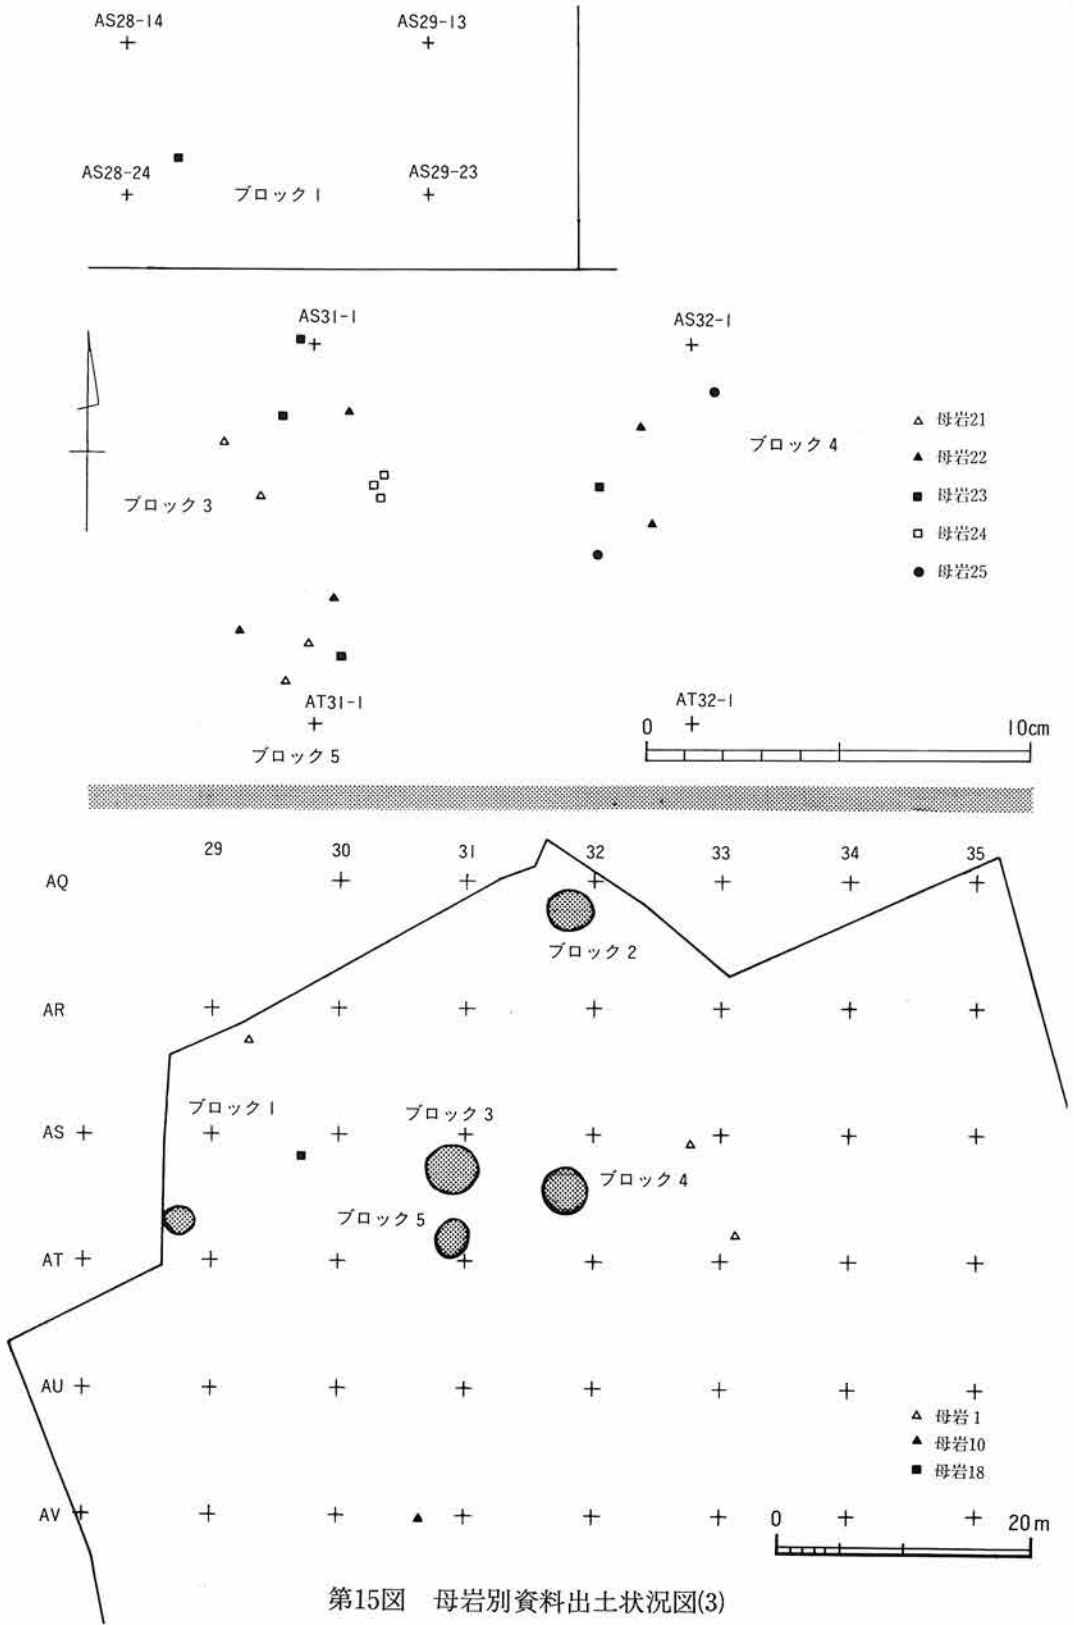 AS28-14
AS29-13
AS28-24
AS29-23
ブロック1
AS31-1
AS32-1
ブロック3
ブロック4
母岩21
母岩22
母岩23
母岩24
母岩25
AT31-1
AT32-1
ブロック5
0 10cm
29 30 31 32 33 34 35
AQ
ブロック2
AR
ブロック1
ブロック3
AS
ブロック4
ブロック5
AT
AU
母岩1
母岩10
母岩18
AV
0 20m
第15図 母岩別資料出土状況図(3)